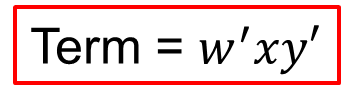 Term = w′xy′